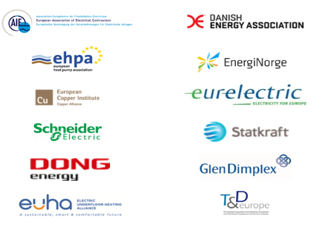 AIE
European Association of Electrical Contractors
DANISH
ENERGY ASSOCIATION
ehpa
european
heat pump association
EnergiNorge
Cu
European
Copper Institute
Copper Alliance
eurelectric
ELECTRICITY FOR EUROPE
Schneider
Electric
Statkraft
DONG
energy
GlenDimplex
euha
ELECTRIC
UNDERFLOOR HEATING
ALLIANCE
A sustainable, smart & comfortable future
T&D
europe